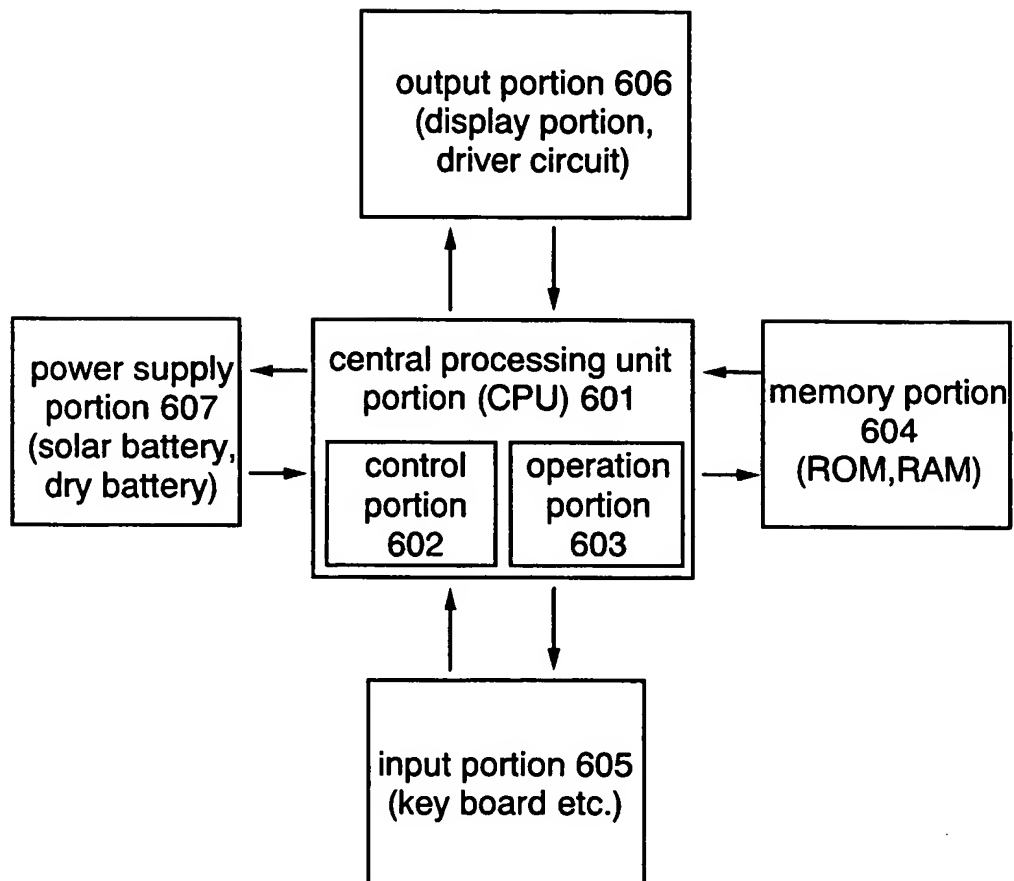 output portion 606
(display portion,
driver circuit)
power supply
portion 607
(solar battery,
dry battery)
central processing unit
portion (CPU) 601
control
portion
602
operation
portion
603
memory portion
604
(ROM,RAM)
input portion 605
(key board etc.)